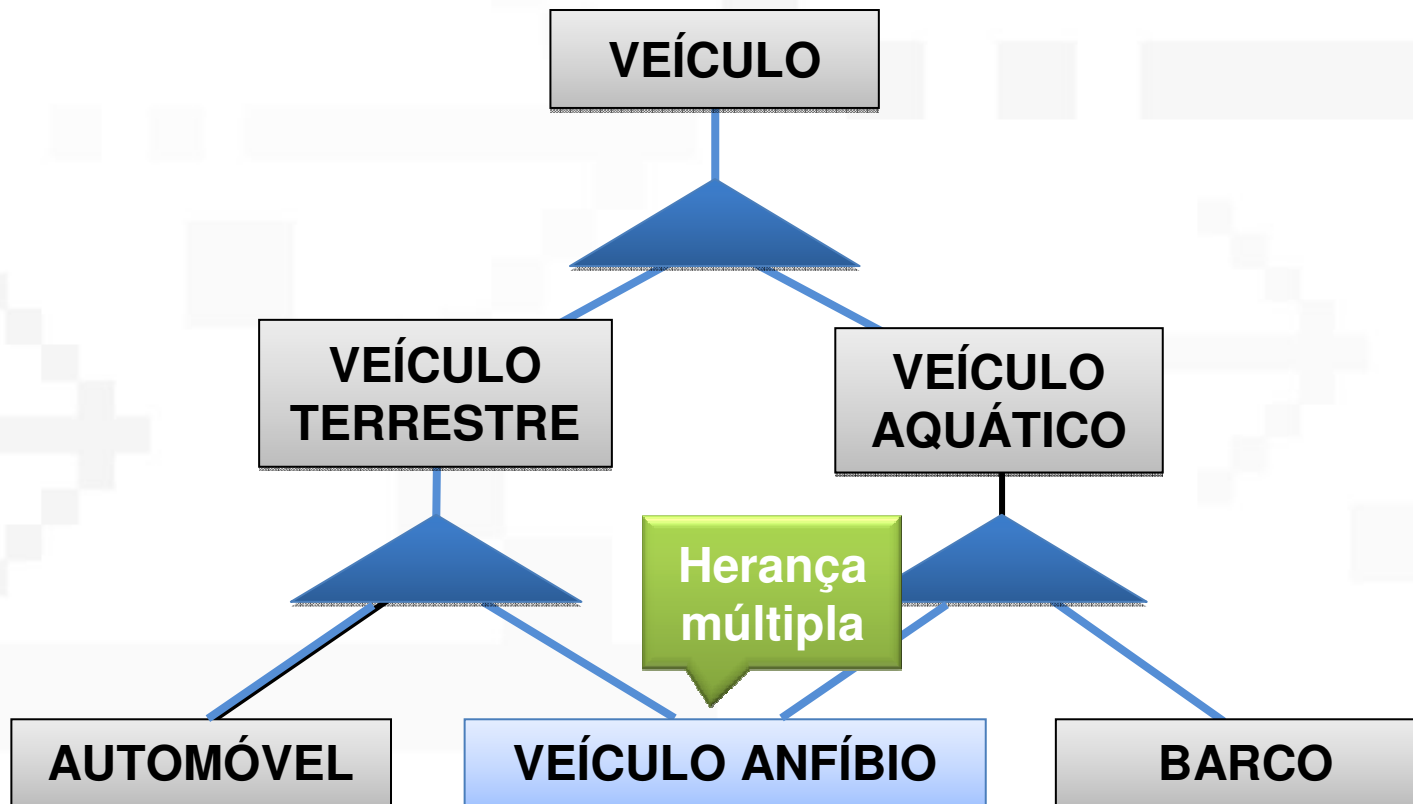 VEÍCULO
VEÍCULO
TERRESTRE
VEÍCULO
AQUÁTICO
Herança
múltipla
AUTOMÓVEL
VEÍCULO ANFÍBIO
BARCO